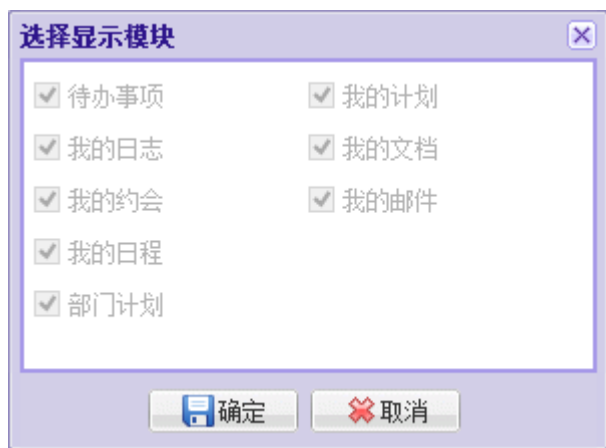 选择显示模块
待办事项 我的计划
我的日志 我的文档
我的约会 我的邮件
我的日程
部门计划
确定 取消